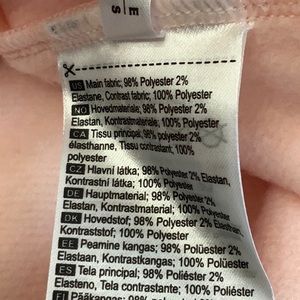 E
S
US Main fabric; 98% Polyester 2%
Elastane, Contrast fabric; 100% Polyester
NO Hovedmateriale; 98% Polyester 2%
Elastan, Kontrastmateriale; 100% Polyester
CA Tissu principal; 98% Polyester 2%
élasthanne, Tissu contrastant; 100%
polyester
CZ Hlavní látka; 98% Polyester 2% Elastan,
Kontrastní látka; 100% Polyester
DE Hauptmaterial; 98% Polyester 2%
Elastan, Kontrastmaterial; 100% Polyester
DK Hovedstof; 98% Polyester 2% Elasthan,
Kontraststof; 100% Polyester
EE Peamine kangas; 98% Polüester 2%
Elastaan, Kontrastkangas; 100% Polüester
ES Tela principal; 98% Poliéster 2%
Elastano, Tela contrastante; 100% Poliéster
FI Pääkangas; 98% Polyesteri 2%